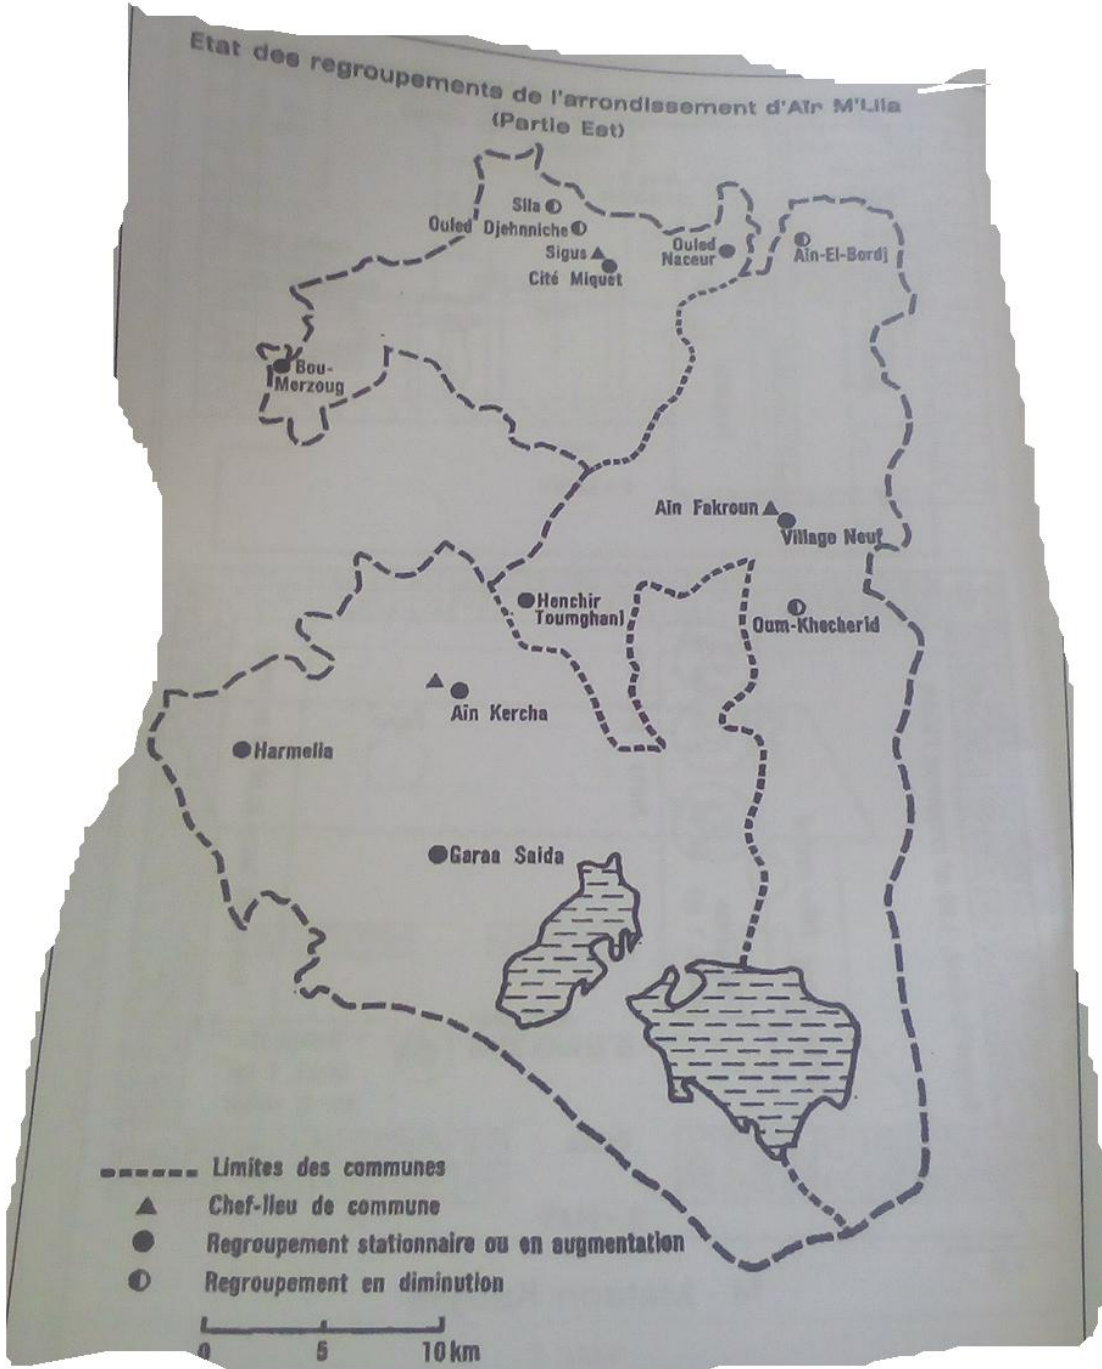 Etat des regroupements de l'arrondissement d'Aïn M'Lila
(Partie Est)
Sila
Ouled Djehnniche
Sigus
Cité Miquet
Ouled
Naceur
Aïn-El-Bordj
Bou-
Merzoug
Aïn Fakroun
Village Neuf
Henchir
Toumghani
Oum-Khecherid
Aïn Kercha
Harmelia
Garaa Saida
Limites des communes
Chef-lieu de commune
Regroupement stationnaire ou en augmentation
Regroupement en diminution
0 5 10 km